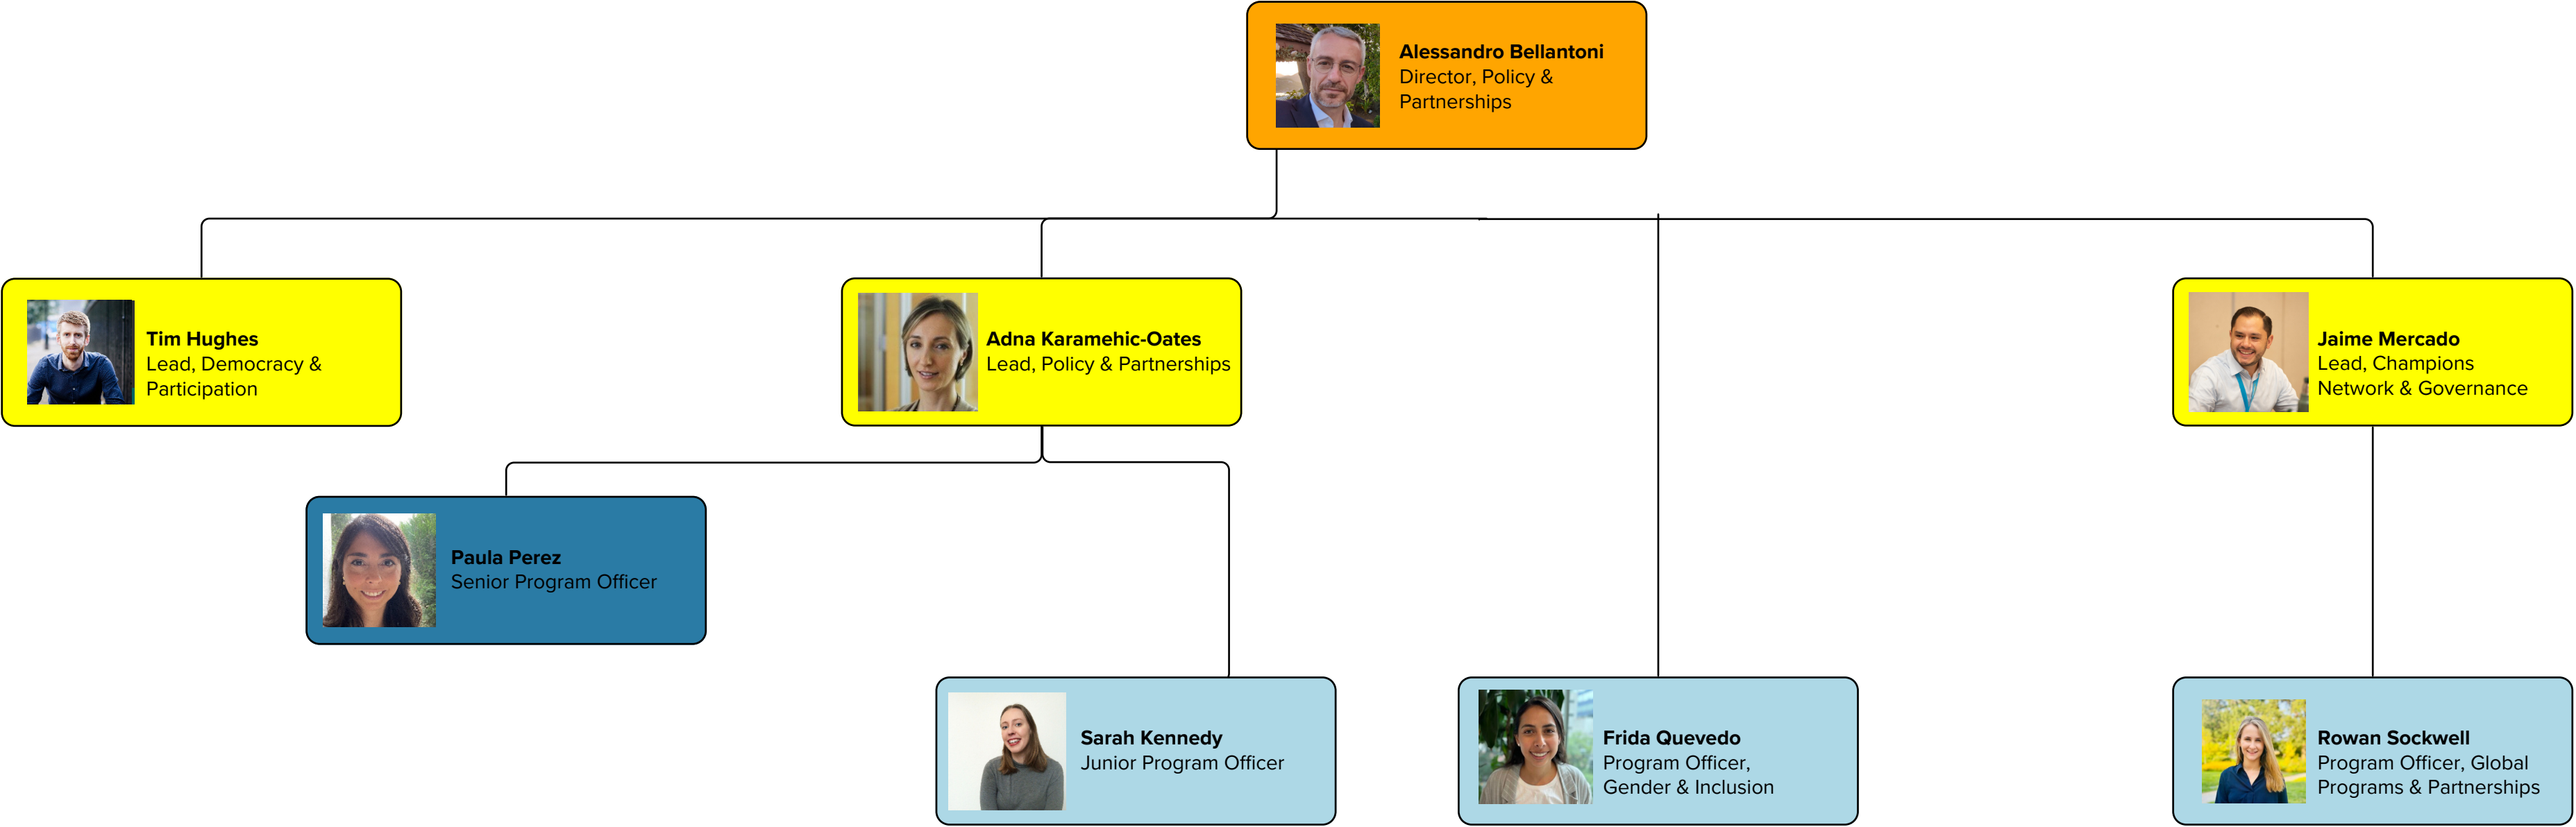 Alessandro Bellantoni
Director, Policy &
Partnerships
Tim Hughes
Lead, Democracy &
Participation
Adna Karamehic-Oates
Lead, Policy & Partnerships
Jaime Mercado
Lead, Champions
Network & Governance
Paula Perez
Senior Program Officer
Sarah Kennedy
Junior Program Officer
Frida Quevedo
Program Officer,
Gender & Inclusion
Rowan Sockwell
Program Officer, Global
Programs & Partnerships